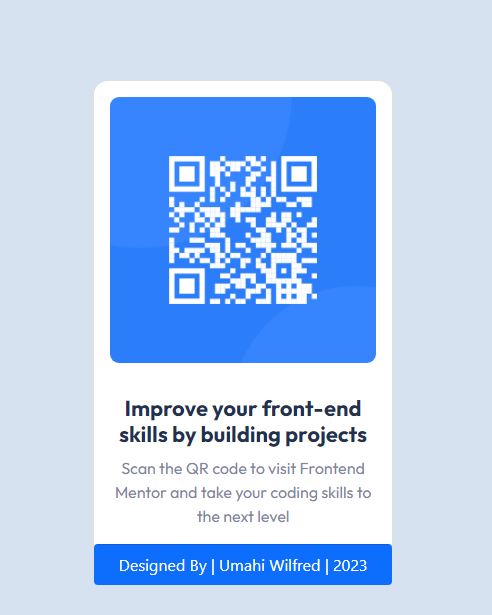 Improve your front-end
skills by building projects
Scan the QR code to visit Frontend
Mentor and take your coding skills to
the next level
Designed By | Umahi Wilfred | 2023